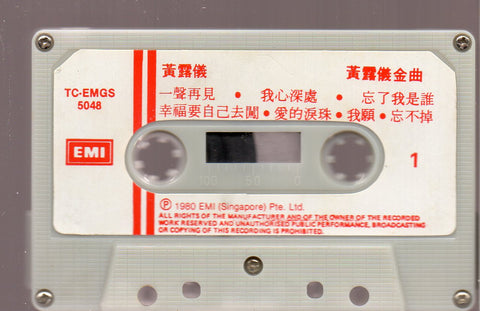 黃露儀 黃露儀金曲
TC-EMGS
5048
一聲再見 • 我心深處 • 忘了我是誰
幸福要自己去闖 • 愛的淚珠 • 我願 • 忘不掉
EMI
1
100 50 0
Ⓟ 1980 EMI (Singapore) Pte. Ltd.
ALL RIGHTS OF THE MANUFACTURER AND OF THE OWNER OF THE RECORDED
WORK RESERVED AND UNAUTHORISED PUBLIC PERFORMANCE, BROADCASTING
OR COPYING OF THIS RECORDING IS PROHIBITED.